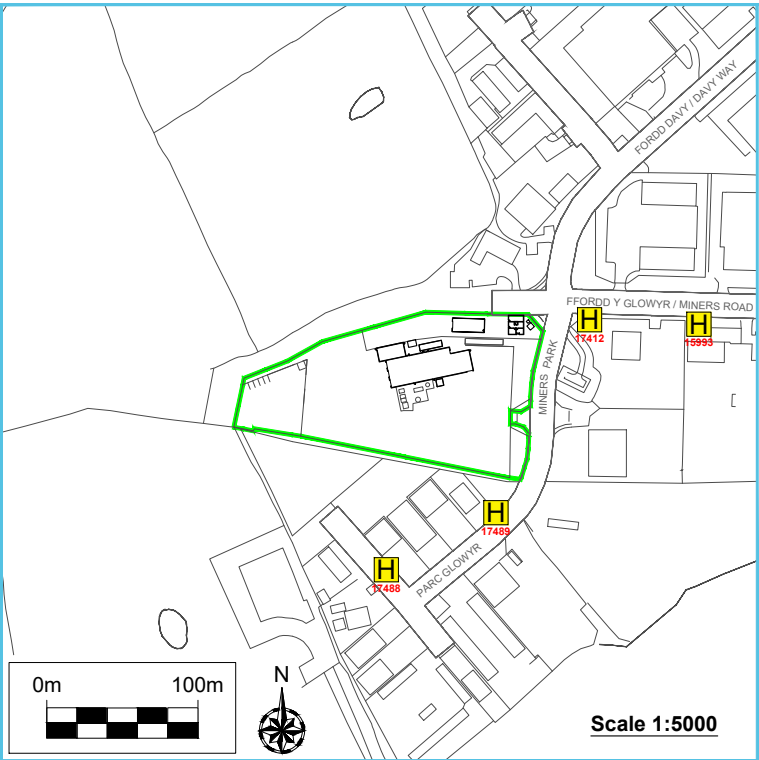 FORDD DAVY / DAVY WAY
FFORDD Y GLOWYR / MINERS ROAD
H
17412
H
15993
MINERS PARK
H
17489
PARC GLOWYR
H
17488
0m 100m
N
Scale 1:5000